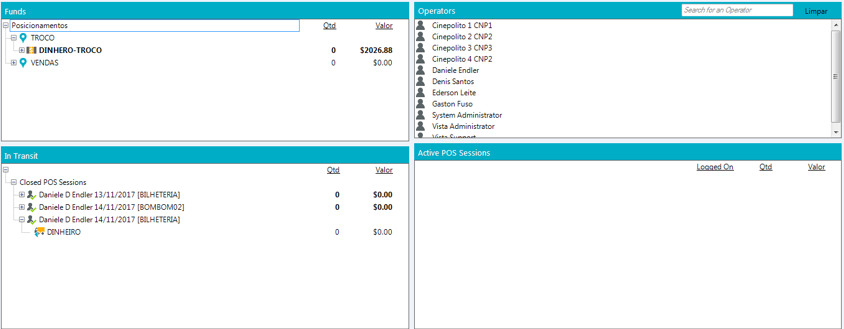 Funds
Posicionamentos Qtd Valor
TROCO
DINHERO-TROCO 0 $2026.88
VENDAS 0 $0.00
Operators Search for an Operator Limpar
Cinepolito 1 CNP1
Cinepolito 2 CNP2
Cinepolito 3 CNP3
Cinepolito 4 CNP2
Daniele Endler
Denis Santos
Ederson Leite
Gaston Fuso
System Administrator
Vista Administrator
Vista Support
In Transit
Qtd Valor
Closed POS Sessions
Daniele D Endler 13/11/2017 [BILHETERIA] 0 $0.00
Daniele D Endler 14/11/2017 [BOMBOM02] 0 $0.00
Daniele D Endler 14/11/2017 [BILHETERIA]
DINHEIRO 0 $0.00
Active POS Sessions
Logged On Qtd Valor